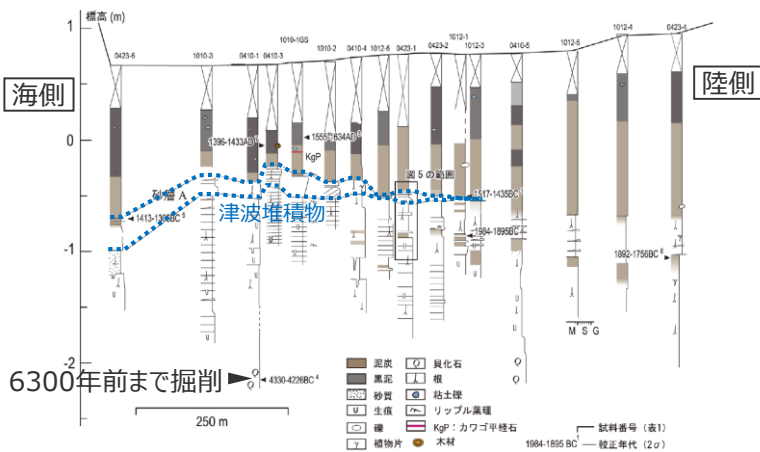 標高 (m)
1
0
-1
-2
海側
陸側
0423-6
1010-3
0410-1
0410-3
1010-1GS
1010-2
0410-4
1012-6
0423-1
0423-2
1012-1
1012-3
0410-5
1012-5
1012-4
0423-4
1396-1433AD
KgP
図5の範囲
砂層 A
津波堆積物
1517-1435BC
1984-1895BC
1892-1756BC
6300年前まで掘削
4330-4226BC
M S G
250 m
泥炭
黒泥
砂質
生痕
礫
植物片
貝化石
根
粘土礫
リップル葉理
KgP：カワゴ平軽石
木材
試料番号（表1）
1984-1895 BC
較正年代（2σ）